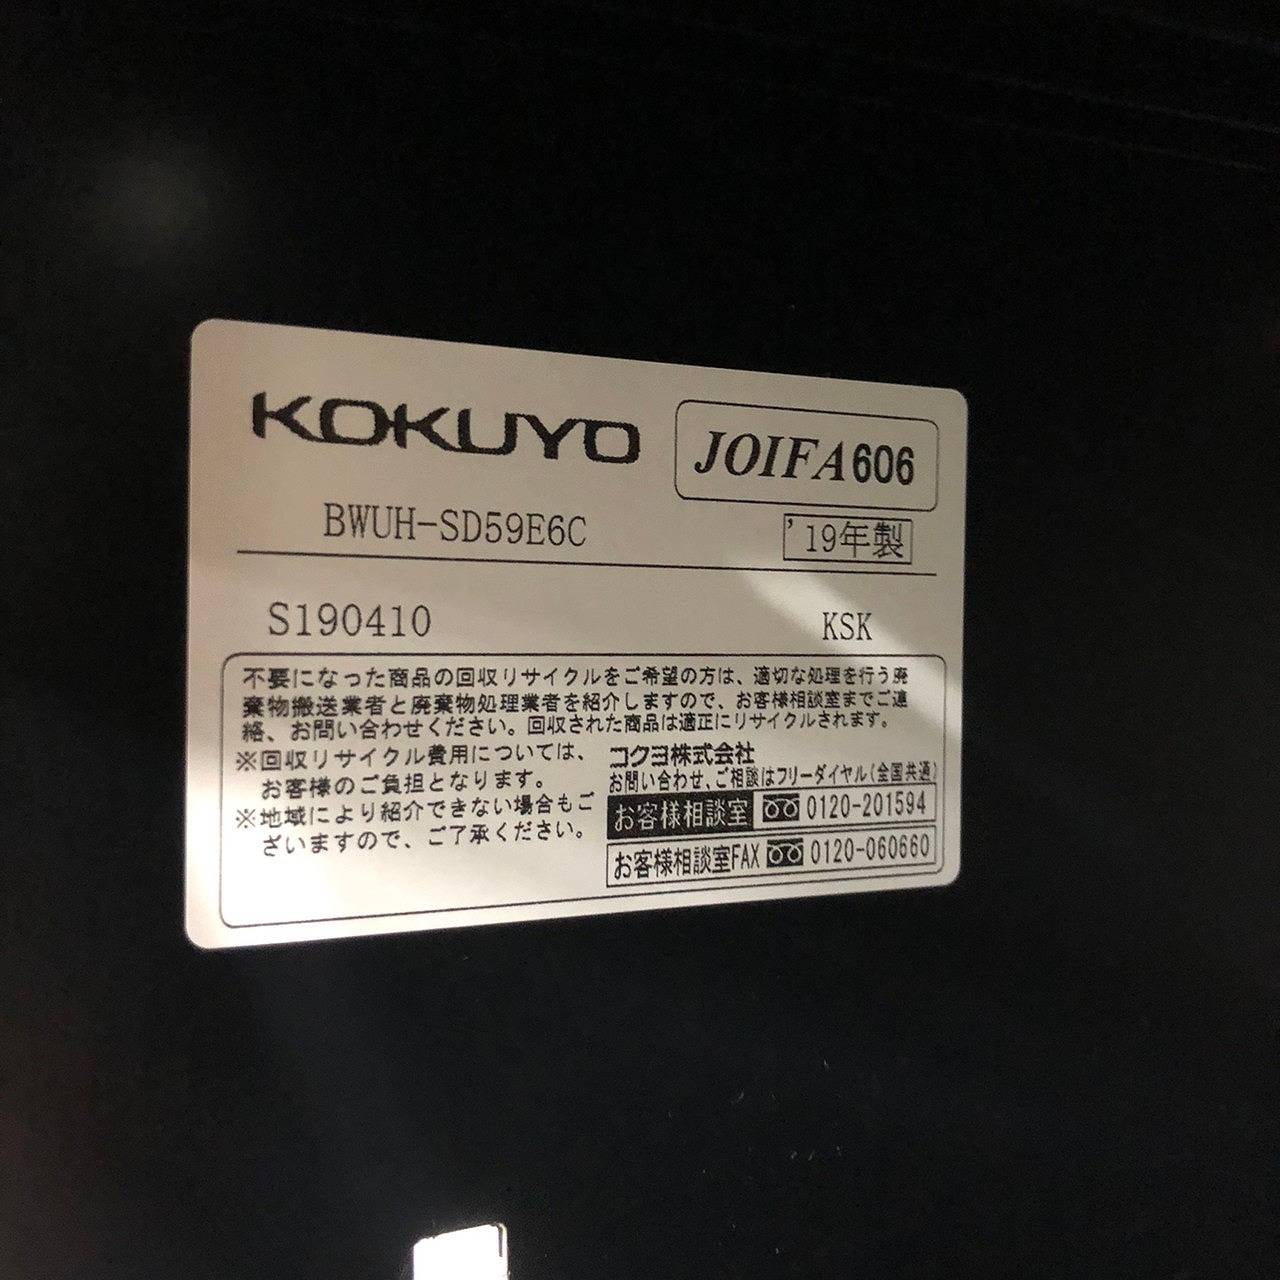 KOKUYO
JOIFA606
BWUH-SD59E6C
'19年製
S190410
KSK
不要になった商品の回収リサイクルをご希望の方は、適切な処理を行う廃
棄物搬送業者と廃棄物処理業者を紹介しますので、お客様相談室までご連
絡、お問い合わせください。回収された商品は適正にリサイクルされます。
※回収リサイクル費用については、
お客様のご負担となります。
※地域により紹介できない場合もご
ざいますので、ご了承ください。
コクヨ株式会社
お問い合わせ、ご相談はフリーダイヤル(全国共通)
お客様相談室 0120-201594
お客様相談室FAX 0120-060660